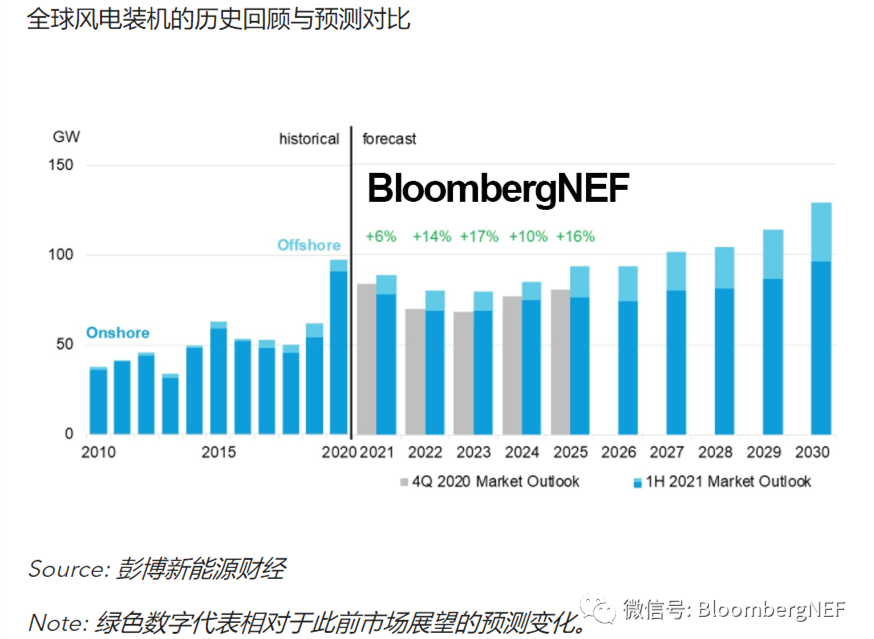 全球风电装机的历史回顾与预测对比
GW
historical
forecast
150
BloombergNEF
+6% +14% +17% +10% +16%
Offshore
100
Onshore
50
0
2010 2015 2020 2021 2022 2023 2024 2025 2026 2027 2028 2029 2030
4Q 2020 Market Outlook
1H 2021 Market Outlook
Source: 彭博新能源财经
Note: 绿色数字代表相对于此前市场展望的预测变化。
微信号: BloombergNEF